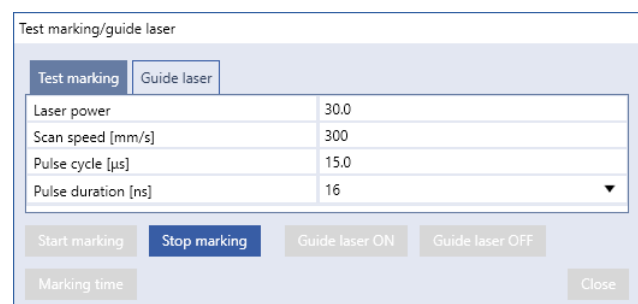 Test marking/guide laser
Test marking Guide laser
Laser power 30.0
Scan speed [mm/s] 300
Pulse cycle [µs] 15.0
Pulse duration [ns] 16
Start marking Stop marking Guide laser ON Guide laser OFF
Marking time Close